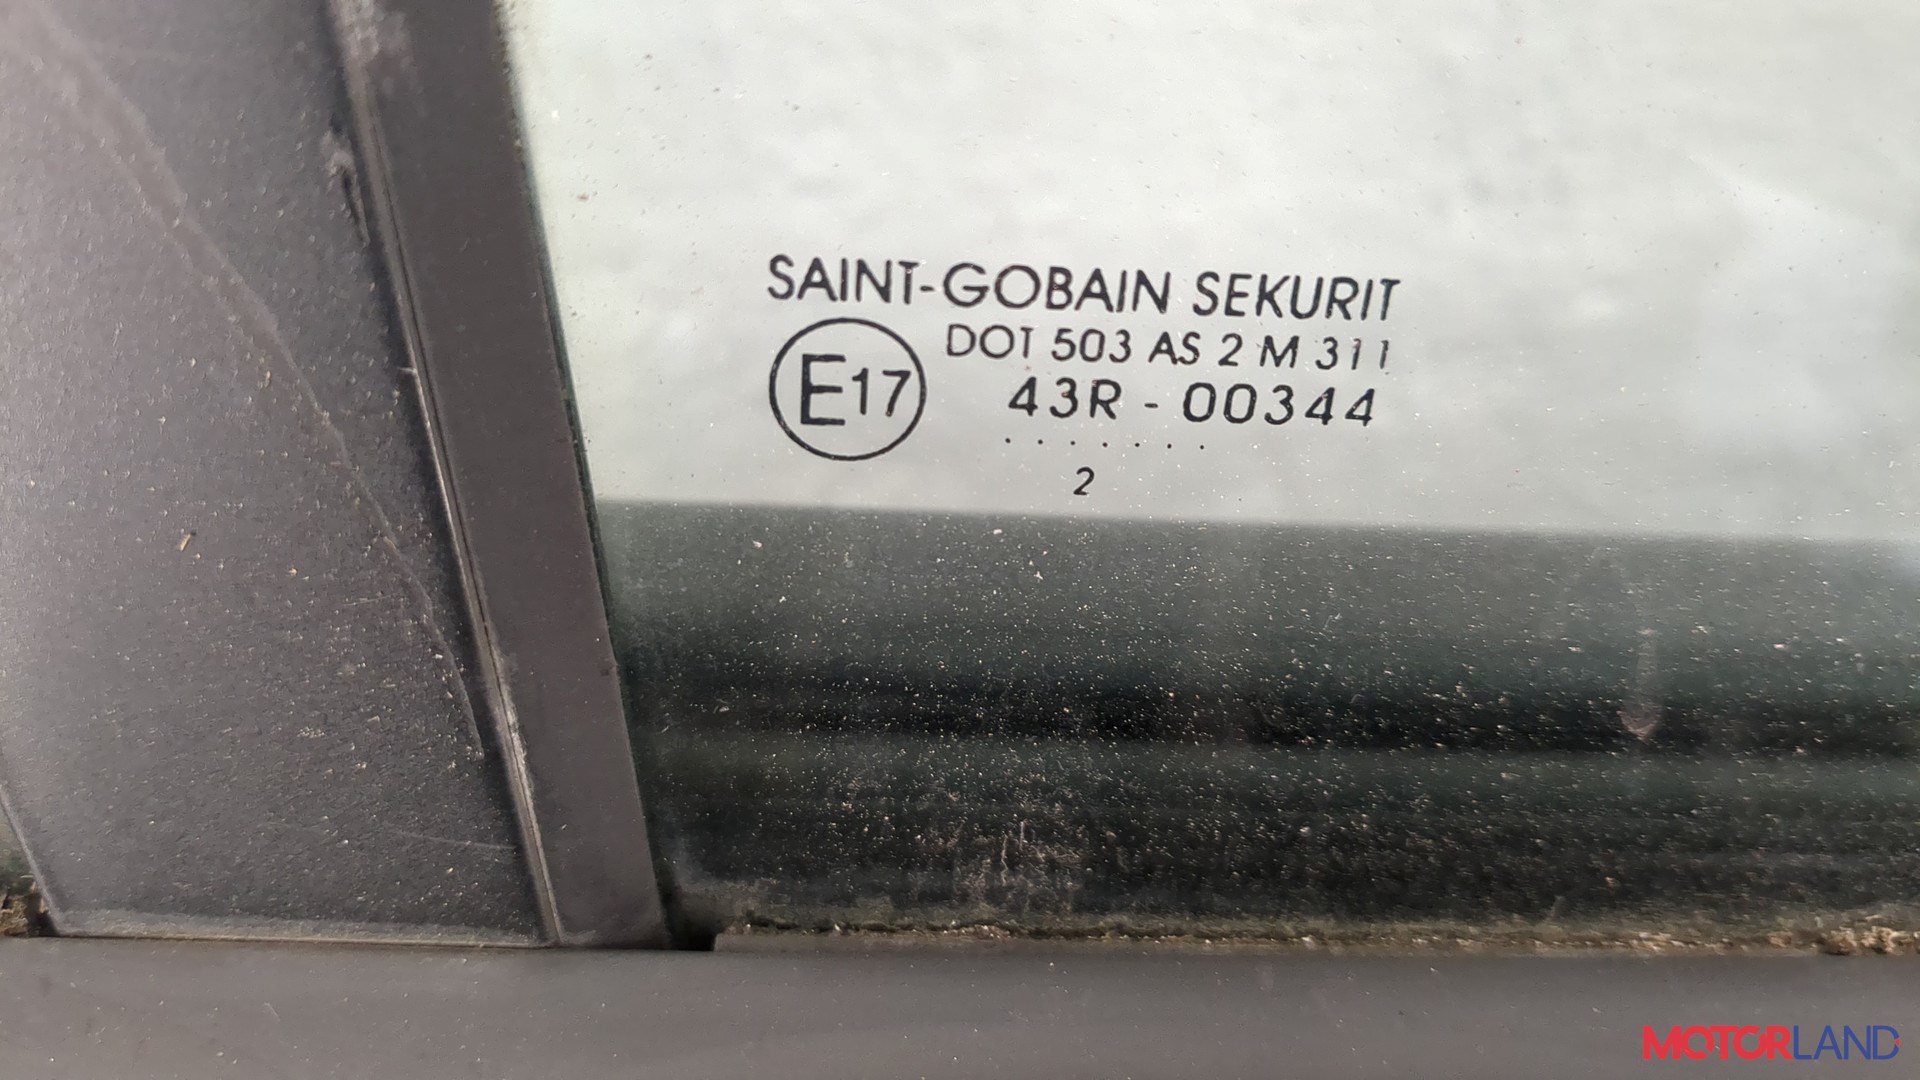 SAINT-GOBAIN SEKURIT
DOT 503 AS 2 M 311
E17
43R - 00344
. . . . . . .
2
MOTORLAND